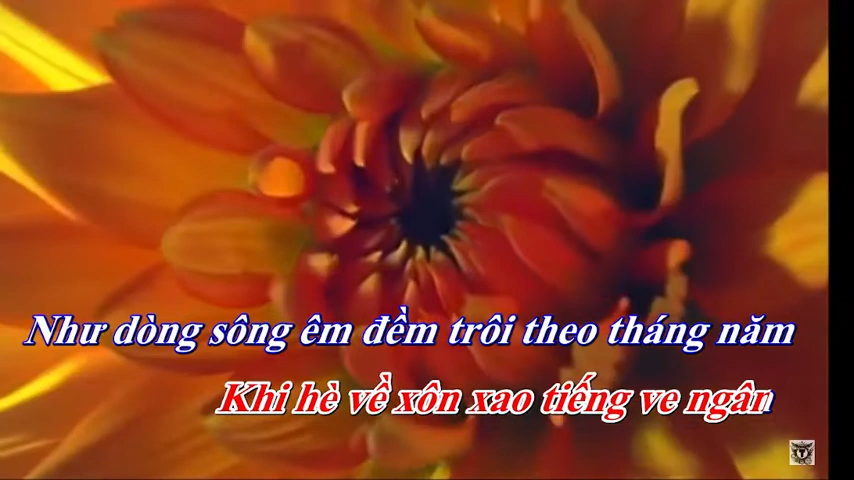 Như dòng sông êm đềm trôi theo tháng năm
Khi hè về xôn xao tiếng ve ngân